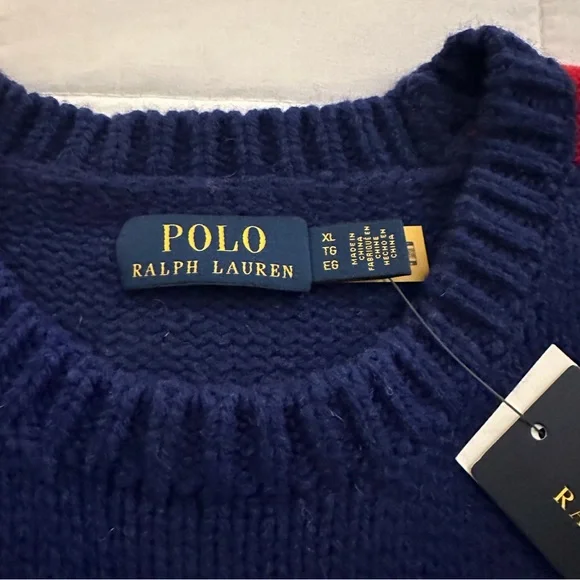 POLO
RALPH LAUREN
XL
TG
EG
MADE IN
CHINA
FABRIQUÉ EN
CHINE
HECHO EN
CHINA
RA